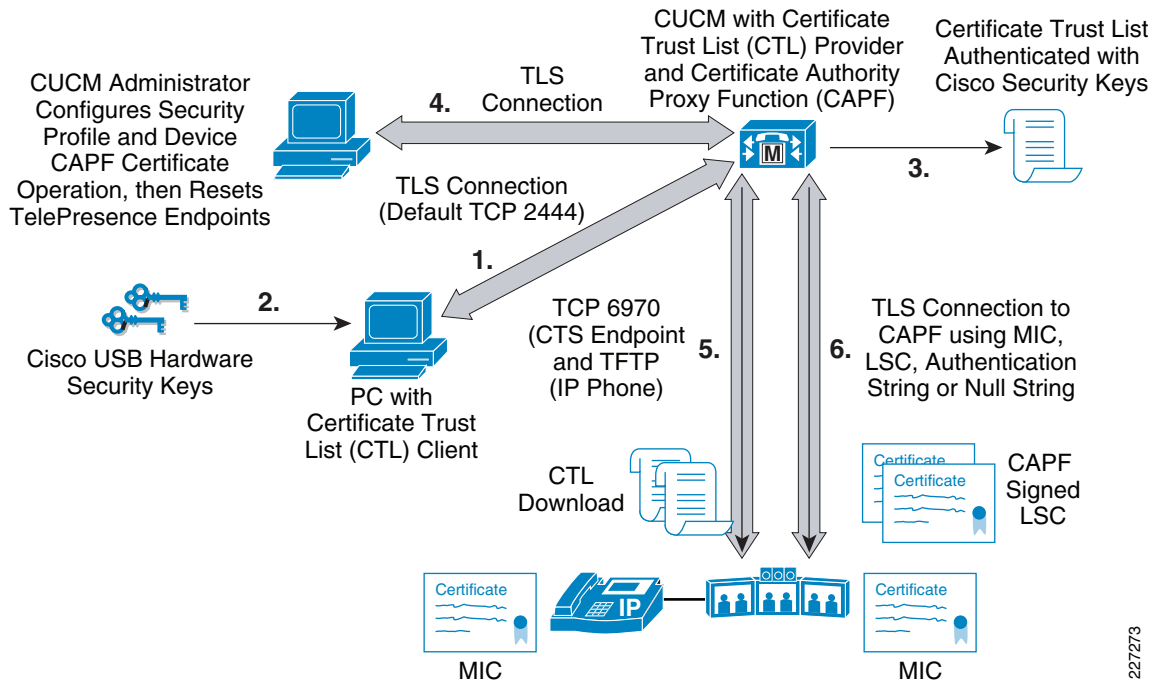 CUCM Administrator
Configures Security
Profile and Device
CAPF Certificate
Operation, then Resets
TelePresence Endpoints
4.
TLS
Connection
CUCM with Certificate
Trust List (CTL) Provider
and Certificate Authority
Proxy Function (CAPF)
M
3.
Certificate Trust List
Authenticated with
Cisco Security Keys
TLS Connection
(Default TCP 2444)
1.
2.
Cisco USB Hardware
Security Keys
PC with
Certificate Trust
List (CTL) Client
TCP 6970
(CTS Endpoint
and TFTP
(IP Phone)
5.
6.
TLS Connection to
CAPF using MIC,
LSC, Authentication
String or Null String
CTL
Download
Certificate
Certificate
CAPF
Signed
LSC
Certificate
MIC
IP
Certificate
MIC
227273